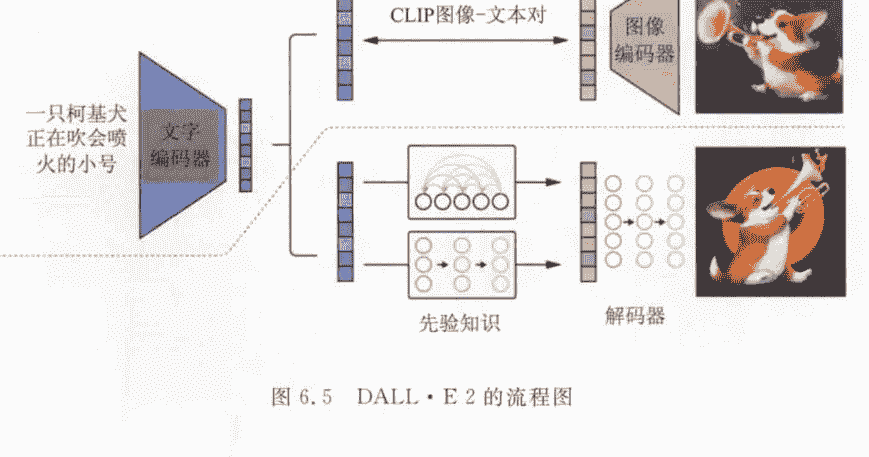 CLIP图像-文本对
图像
编码器
一只柯基犬
正在吹会喷
火的小号
文字
编码器
先验知识
解码器
图 6.5 DALL·E 2 的流程图